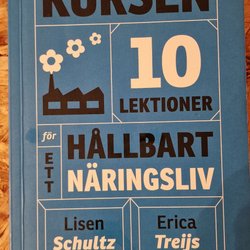 KURSEN
10
LEKTIONER
för
ETT
HÅLLBART
NÄRINGSLIV
Lisen
Schultz
Erica
Treijs